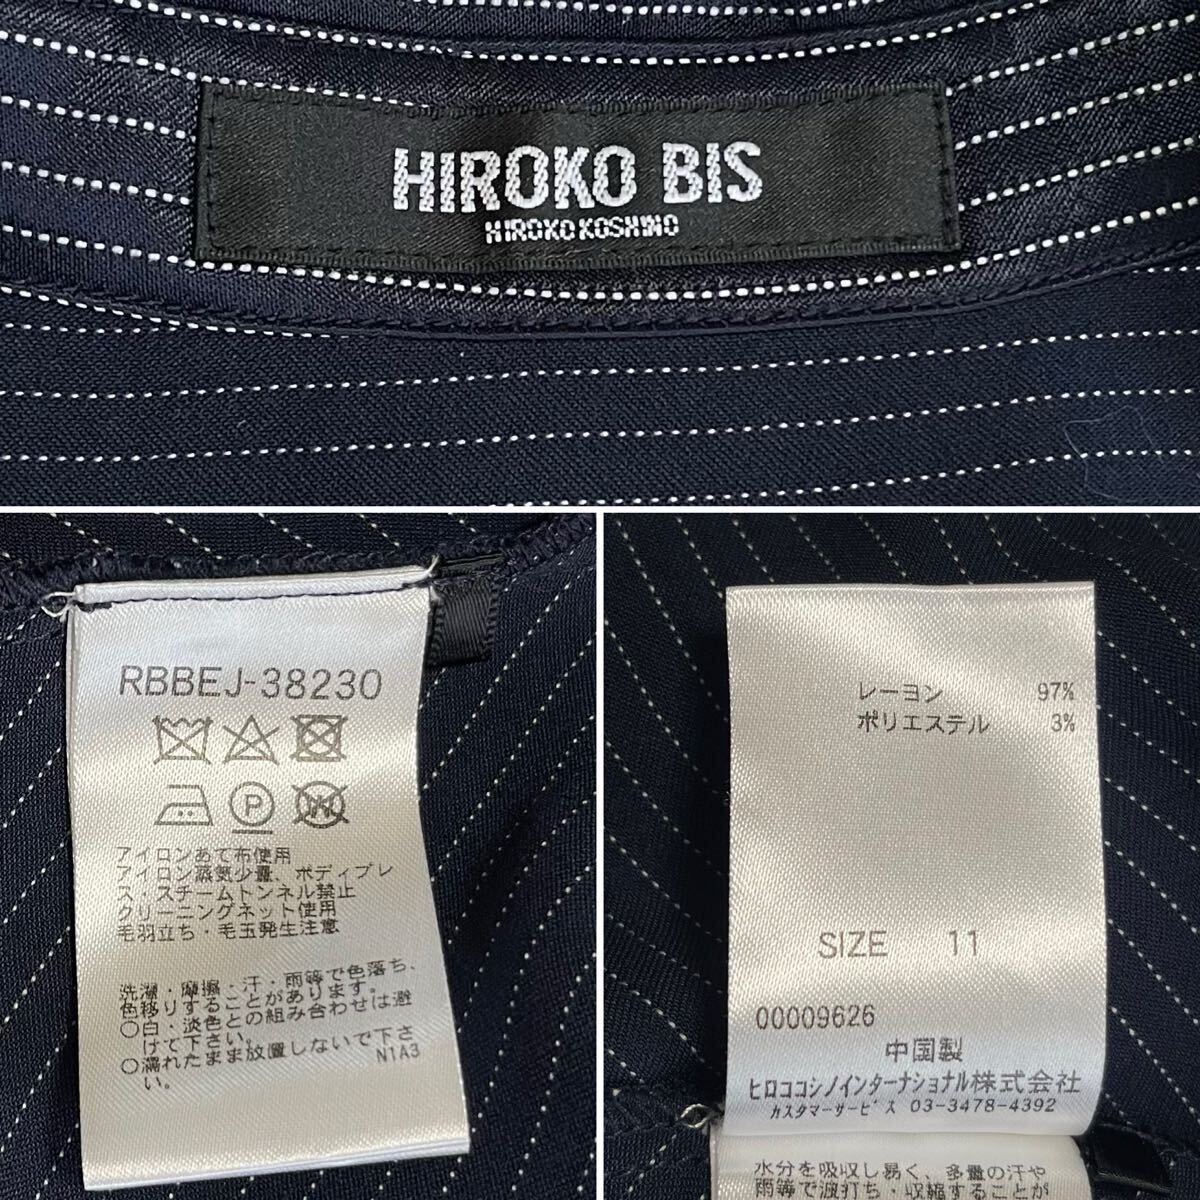 HIROKO BIS
HIROKO KOSHINO
RBBEJ-38230
P
W
アイロンあて布使用
アイロン蒸気少量、ボディプレ
ス・スチームトンネル禁止
クリーニングネット使用
毛羽立ち・毛玉発生注意
洗濯・摩擦・汗・雨等で色落ち、
色移りすることがあります。
○白・淡色との組み合わせは避
けて下さい。
○濡れたまま放置しないで下さ
い。
N1A3
レーヨン 97%
ポリエステル 3%
SIZE 11
00009626
中国製
ヒロココシノインターナショナル株式会社
カスタマーサービス 03-3478-4392
水分を吸収し易く、多量の汗や
雨等で波打ち・収縮することが